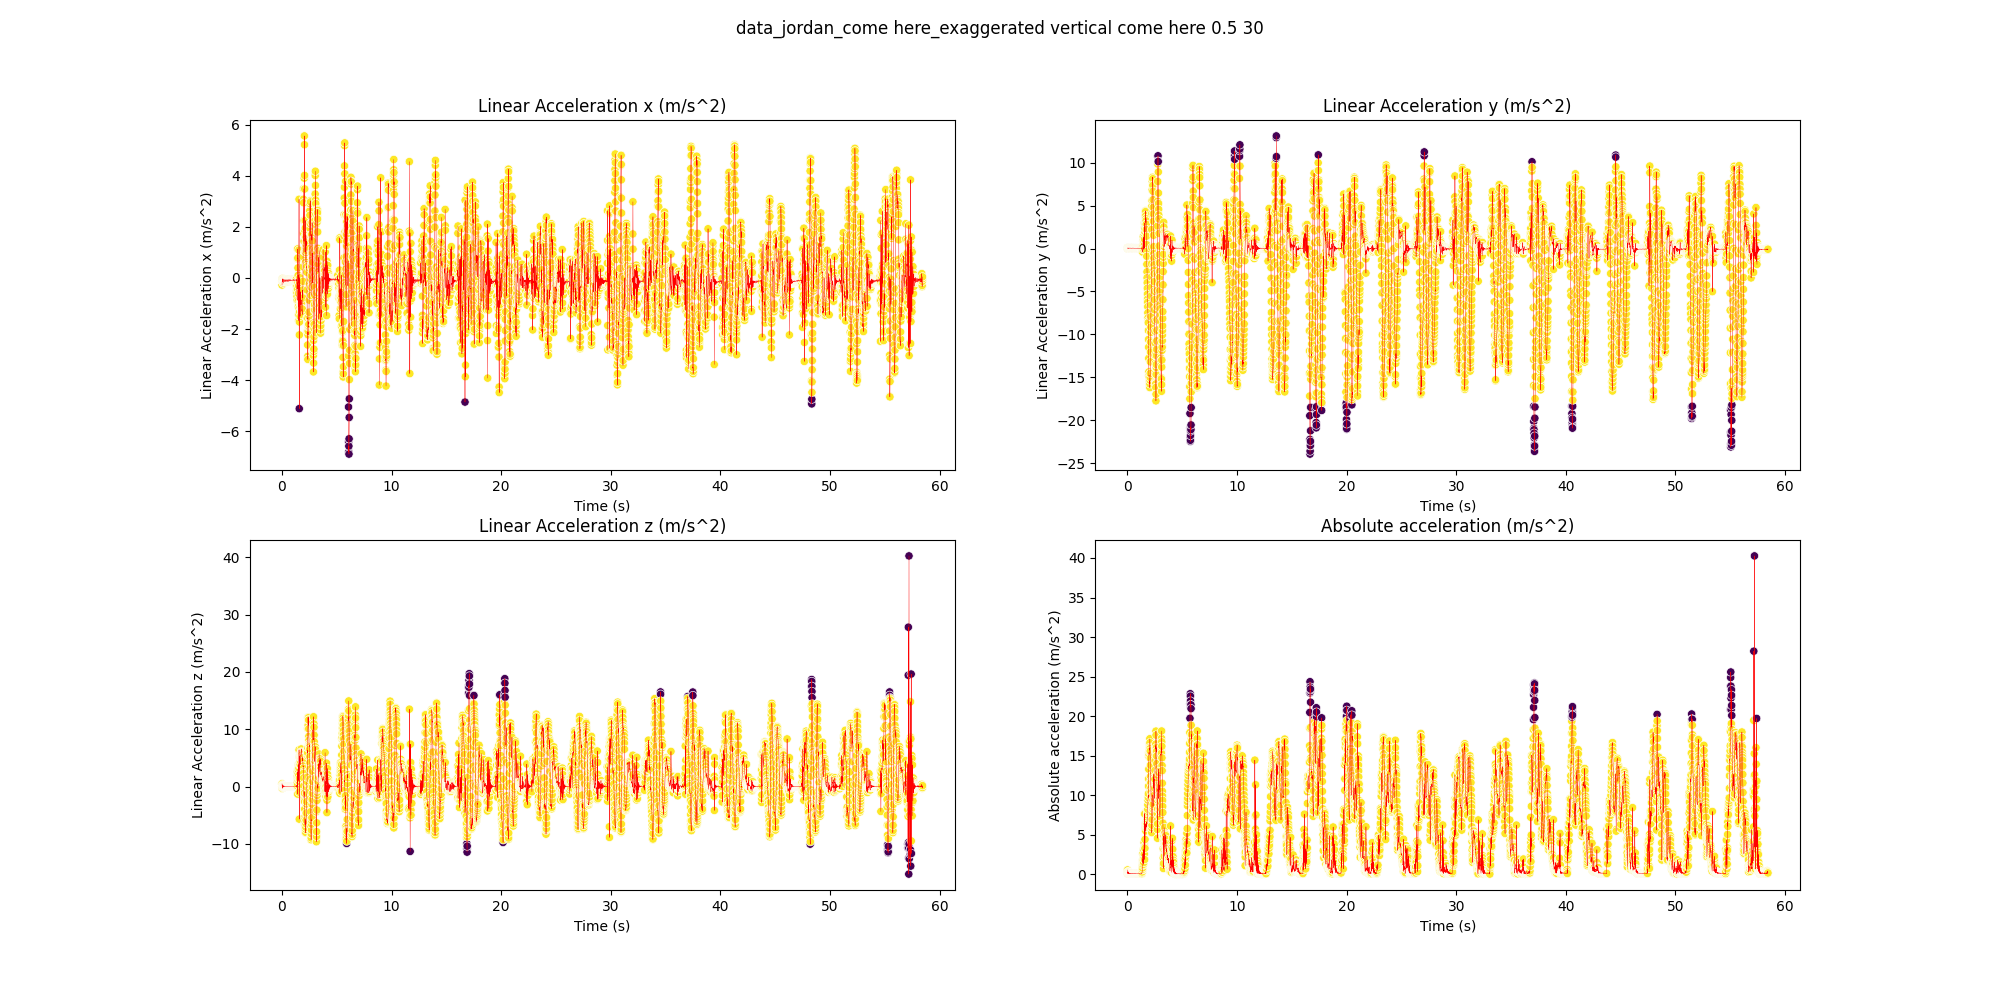 data_jordan_come here_exaggerated vertical come here 0.5 30
Linear Acceleration x (m/s^2)
Linear Acceleration x (m/s^2)
6
4
2
0
−2
−4
−6
0 10 20 30 40 50 60
Time (s)
Linear Acceleration y (m/s^2)
Linear Acceleration y (m/s^2)
10
5
0
−5
−10
−15
−20
−25
0 10 20 30 40 50 60
Time (s)
Linear Acceleration z (m/s^2)
Linear Acceleration z (m/s^2)
40
30
20
10
0
−10
0 10 20 30 40 50 60
Time (s)
Absolute acceleration (m/s^2)
Absolute acceleration (m/s^2)
40
35
30
25
20
15
10
5
0
0 10 20 30 40 50 60
Time (s)